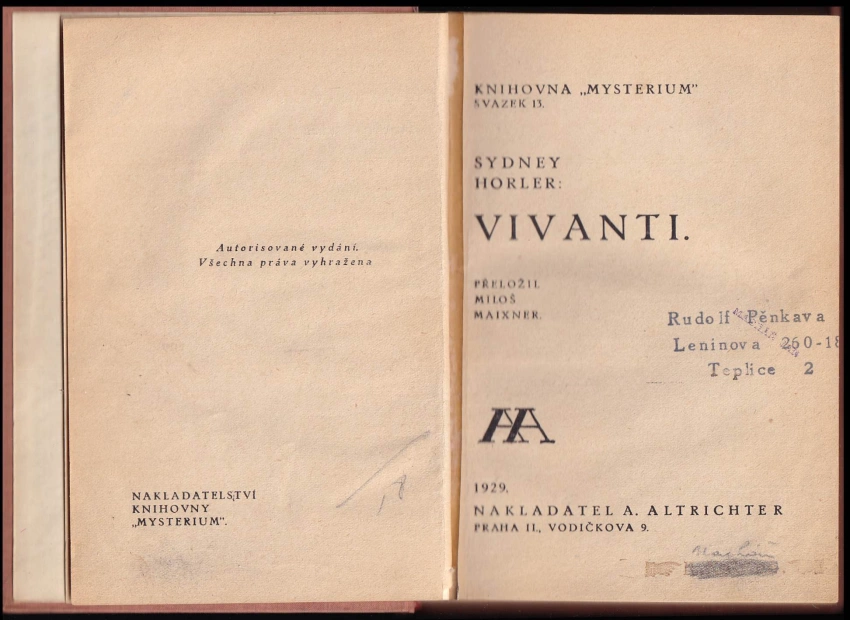 Autorisované vydání.
Všechna práva vyhražena
NAKLADATELSTVÍ
KNIHOVNY
„MYSTERIUM“.
KNIHOVNA „MYSTERIUM“
SVAZEK 13.
SYDNEY
HORLER:
VIVANTI.
PŘELOŽIL
MILOŠ
MAIXNER.
Rudolf Pěnkava
Leninova 260-18
Teplice 2
AA
1929.
NAKLADATEL A. ALTRICHTER
PRAHA II., VODIČKOVA 9.